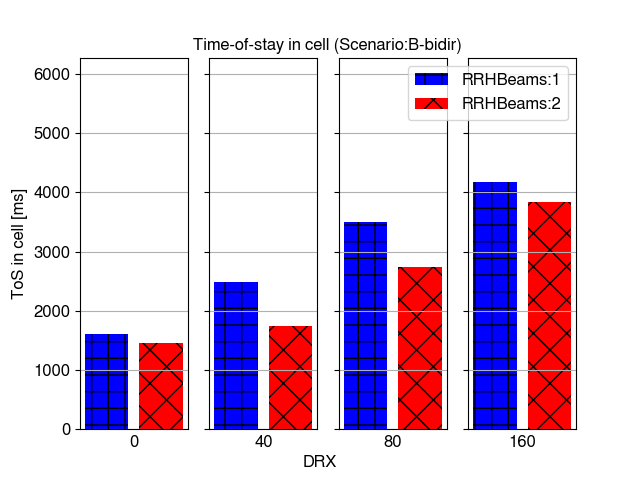 Time-of-stay in cell (Scenario:B-bidir)
RRHBeams:1
RRHBeams:2
ToS in cell [ms]
6000
5000
4000
3000
2000
1000
0
0
40
80
160
DRX